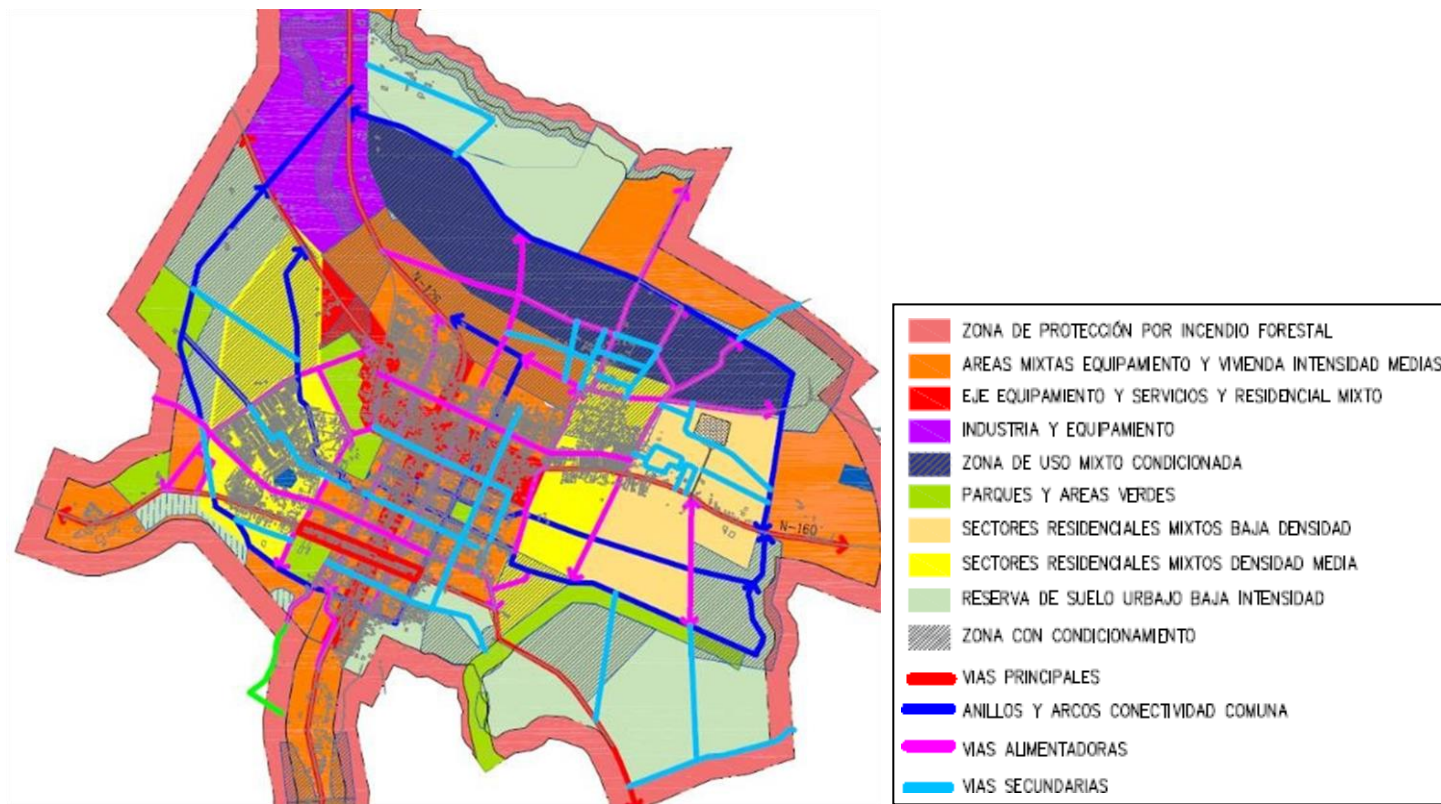 N-126
N-160
ZONA DE PROTECCIÓN POR INCENDIO FORESTAL
AREAS MIXTAS EQUIPAMIENTO Y VIVIENDA INTENSIDAD MEDIAS
EJE EQUIPAMIENTO Y SERVICIOS Y RESIDENCIAL MIXTO
INDUSTRIA Y EQUIPAMIENTO
ZONA DE USO MIXTO CONDICIONADA
PARQUES Y AREAS VERDES
SECTORES RESIDENCIALES MIXTOS BAJA DENSIDAD
SECTORES RESIDENCIALES MIXTOS DENSIDAD MEDIA
RESERVA DE SUELO URBAJO BAJA INTENSIDAD
ZONA CON CONDICIONAMIENTO
VIAS PRINCIPALES
ANILLOS Y ARCOS CONECTIVIDAD COMUNA
VIAS ALIMENTADORAS
VIAS SECUNDARIAS